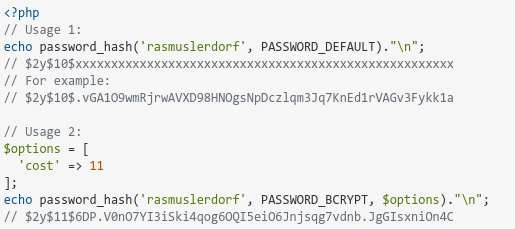 <?php
// Usage 1:
echo password_hash('rasmuslerdorf', PASSWORD_DEFAULT)."\n";
// $2y$10$xxxxxxxxxxxxxxxxxxxxxxxxxxxxxxxxxxxxxxxxxxxxxxxxxxxxx
// For example:
// $2y$10$.vGA1O9wmRjrwAVXD98HNOgsNpDczlqm3Jq7KnEd1rVAGv3Fykk1a

// Usage 2:
$options = [
  'cost' => 11
];
echo password_hash('rasmuslerdorf', PASSWORD_BCRYPT, $options)."\n";
// $2y$11$6DP.V0nO7YI3iSki4qog6OQI5eiO6Jnjsqg7vdnb.JgGIsxniOn4C